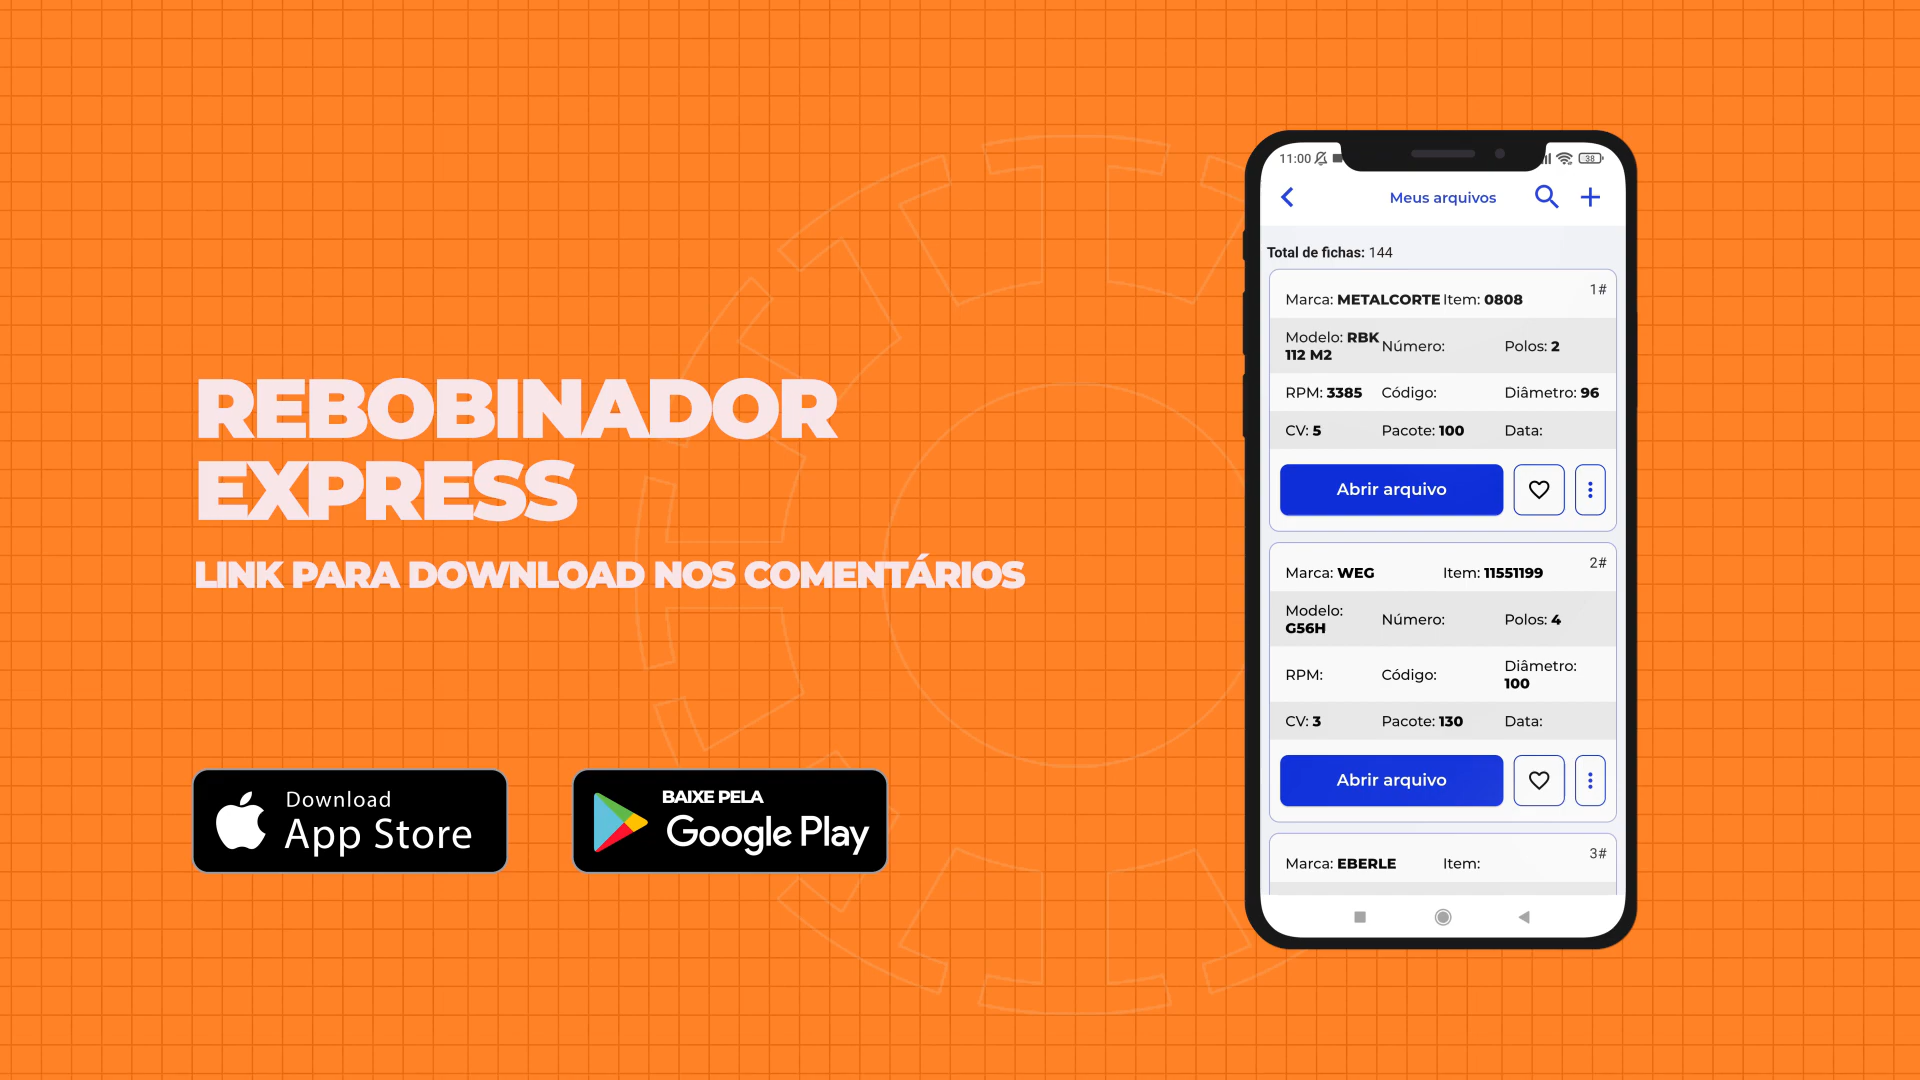 REBOBINADOR
EXPRESS
LINK PARA DOWNLOAD NOS COMENTÁRIOS
Download
App Store
BAIXE PELA
Google Play
11:00 38
Meus arquivos
Total de fichas: 144
1#
Marca: METALCORTE Item: 0808
Modelo: RBK
112 M2 Número: Polos: 2
RPM: 3385 Código: Diâmetro: 96
CV: 5 Pacote: 100 Data:
Abrir arquivo
2#
Marca: WEG Item: 11551199
Modelo:
G56H Número: Polos: 4
RPM: Código: Diâmetro:
100
CV: 3 Pacote: 130 Data:
Abrir arquivo
3#
Marca: EBERLE Item: